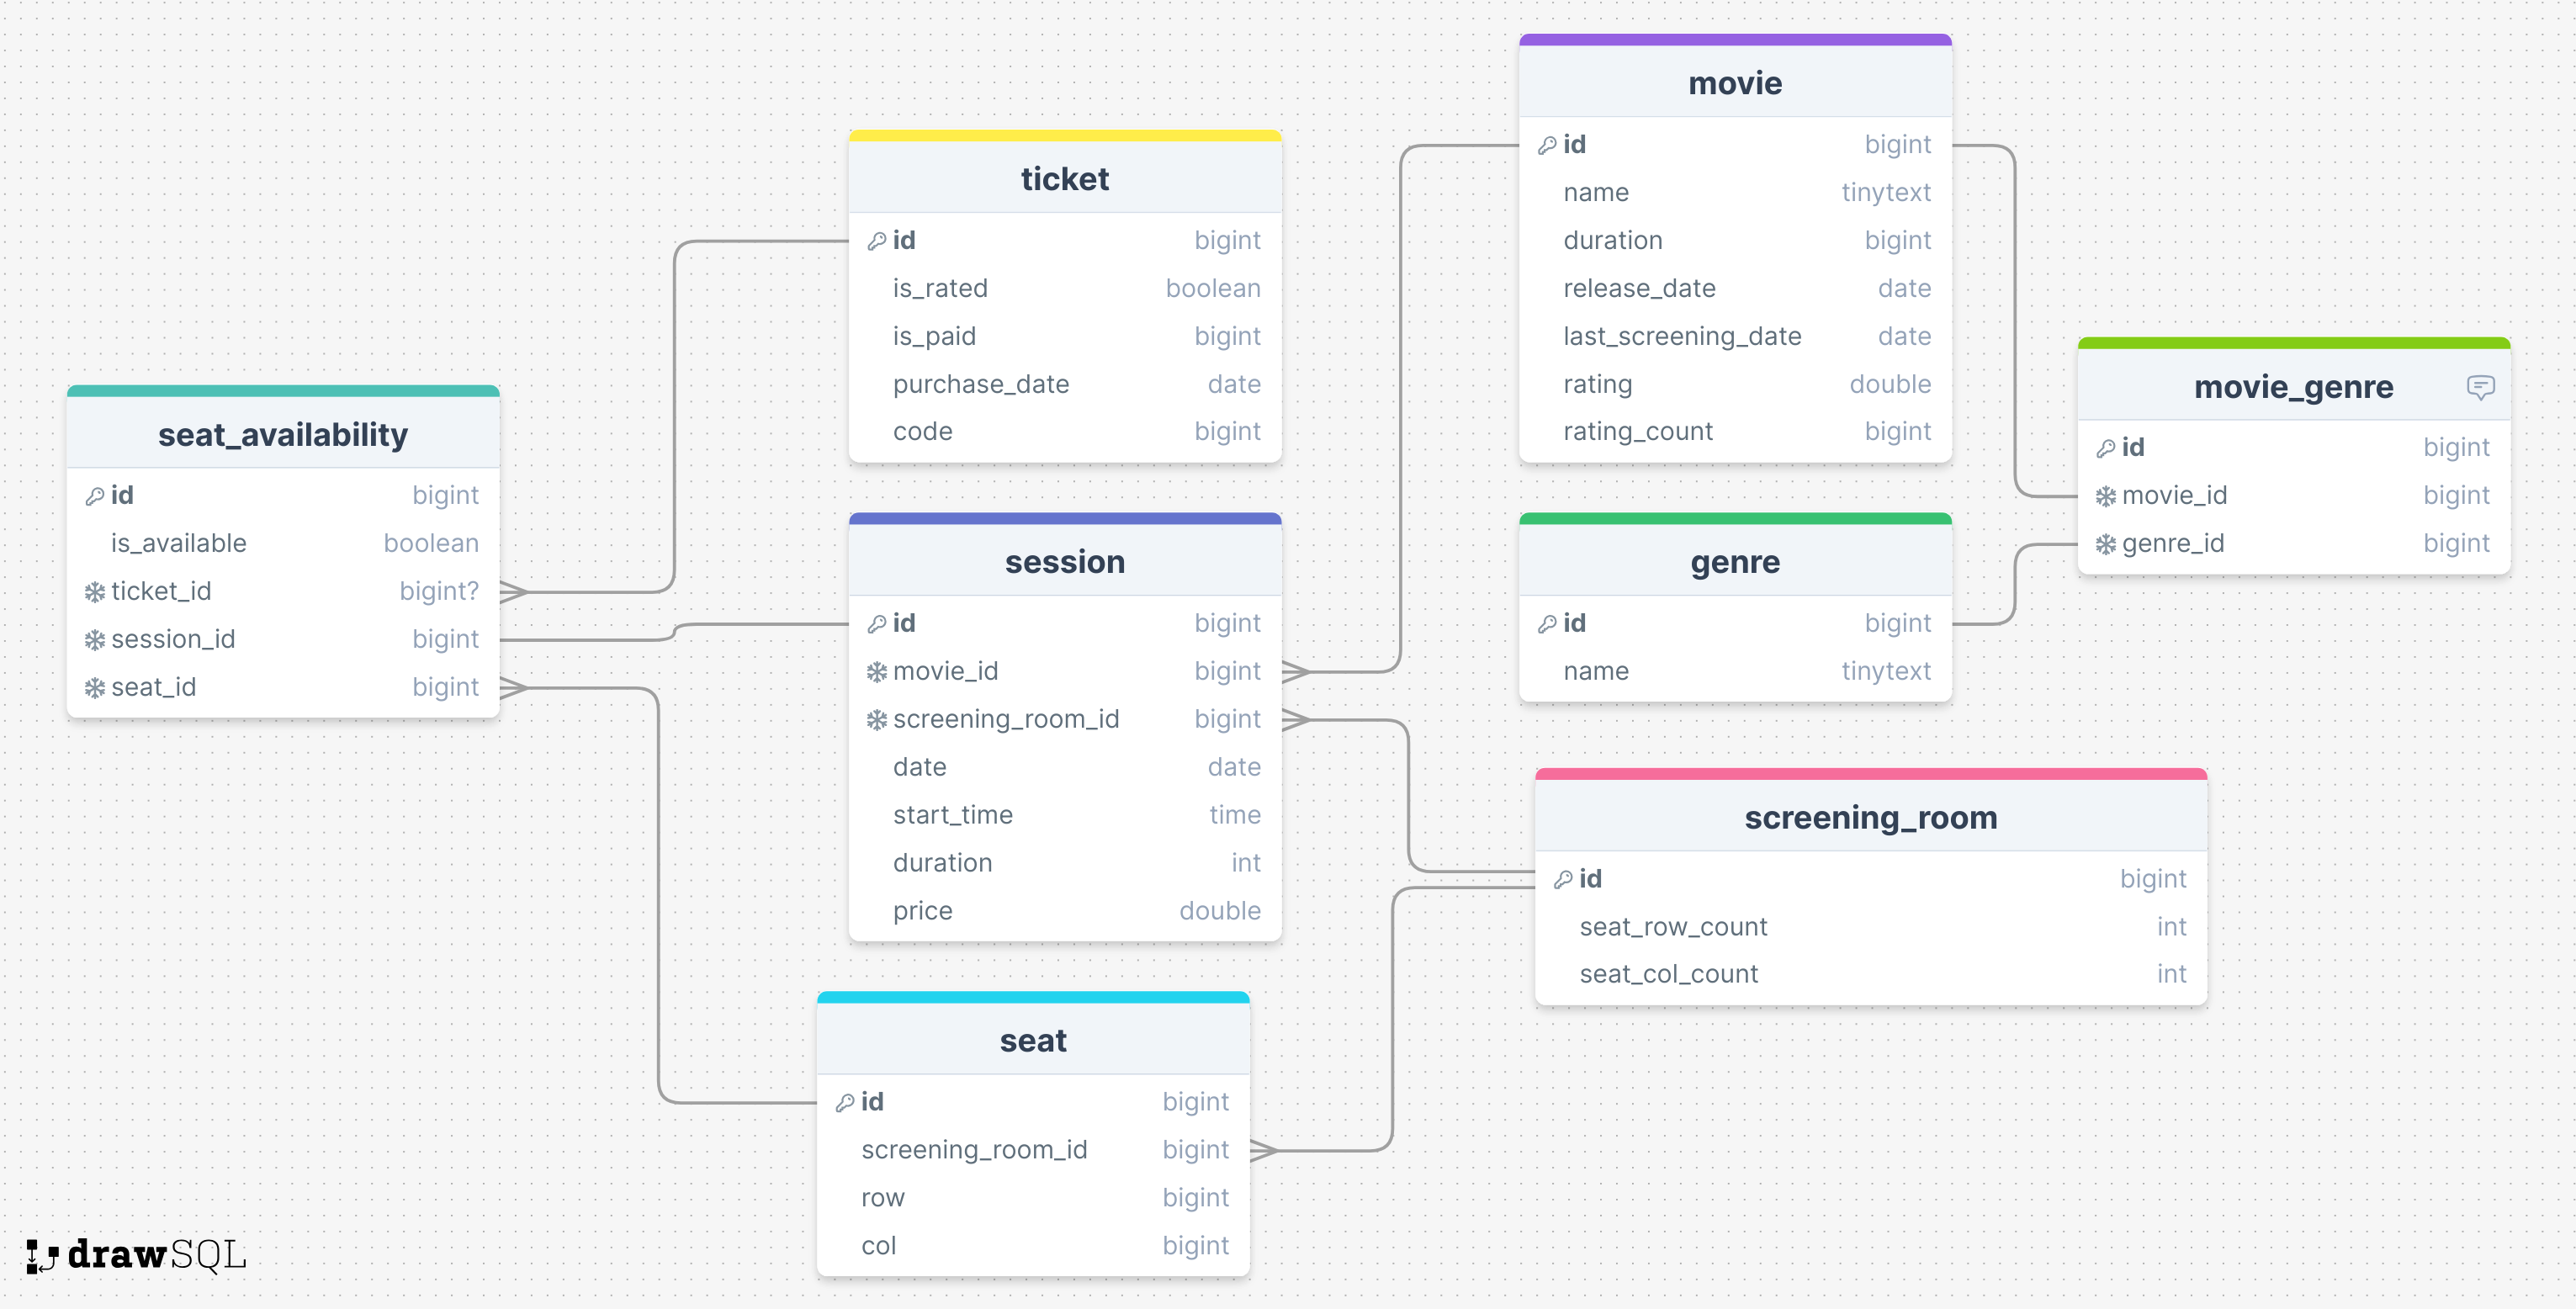 seat_availability
id bigint
is_available boolean
ticket_id bigint?
session_id bigint
seat_id bigint
ticket
id bigint
is_rated boolean
is_paid bigint
purchase_date date
code bigint
session
id bigint
movie_id bigint
screening_room_id bigint
date date
start_time time
duration int
price double
seat
id bigint
screening_room_id bigint
row bigint
col bigint
movie
id bigint
name tinytext
duration bigint
release_date date
last_screening_date date
rating double
rating_count bigint
genre
id bigint
name tinytext
screening_room
id bigint
seat_row_count int
seat_col_count int
movie_genre
id bigint
movie_id bigint
genre_id bigint
drawSQL